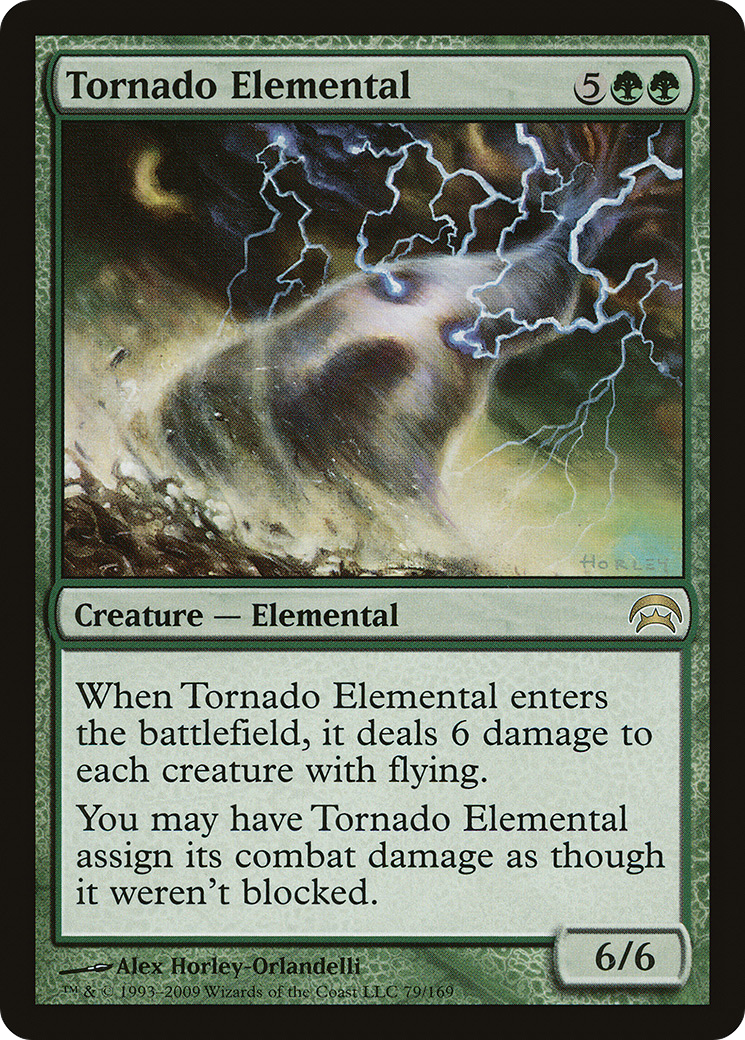 Tornado Elemental 5
HORLEY
Creature — Elemental
When Tornado Elemental enters
the battlefield, it deals 6 damage to
each creature with flying.
You may have Tornado Elemental
assign its combat damage as though
it weren't blocked.
6/6
Alex Horley-Orlandelli
™ & © 1993–2009 Wizards of the Coast LLC 79/169